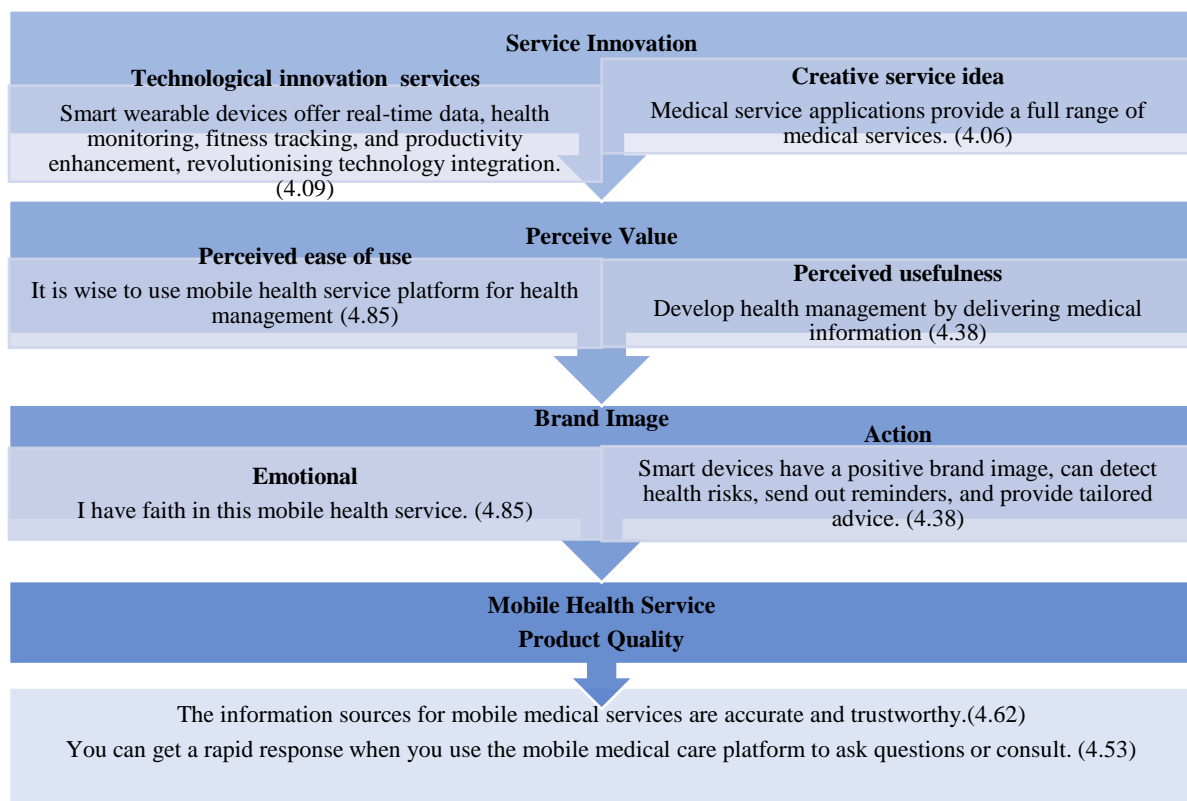 Service Innovation
Technological innovation services
Smart wearable devices offer real-time data, health
monitoring, fitness tracking, and productivity
enhancement, revolutionising technology integration.
(4.09)
Creative service idea
Medical service applications provide a full range of
medical services. (4.06)
Perceive Value
Perceived ease of use
It is wise to use mobile health service platform for health
management (4.85)
Perceived usefulness
Develop health management by delivering medical
information (4.38)
Brand Image
Emotional
I have faith in this mobile health service. (4.85)
Action
Smart devices have a positive brand image, can detect
health risks, send out reminders, and provide tailored
advice. (4.38)
Mobile Health Service
Product Quality
The information sources for mobile medical services are accurate and trustworthy.(4.62)
You can get a rapid response when you use the mobile medical care platform to ask questions or consult. (4.53)